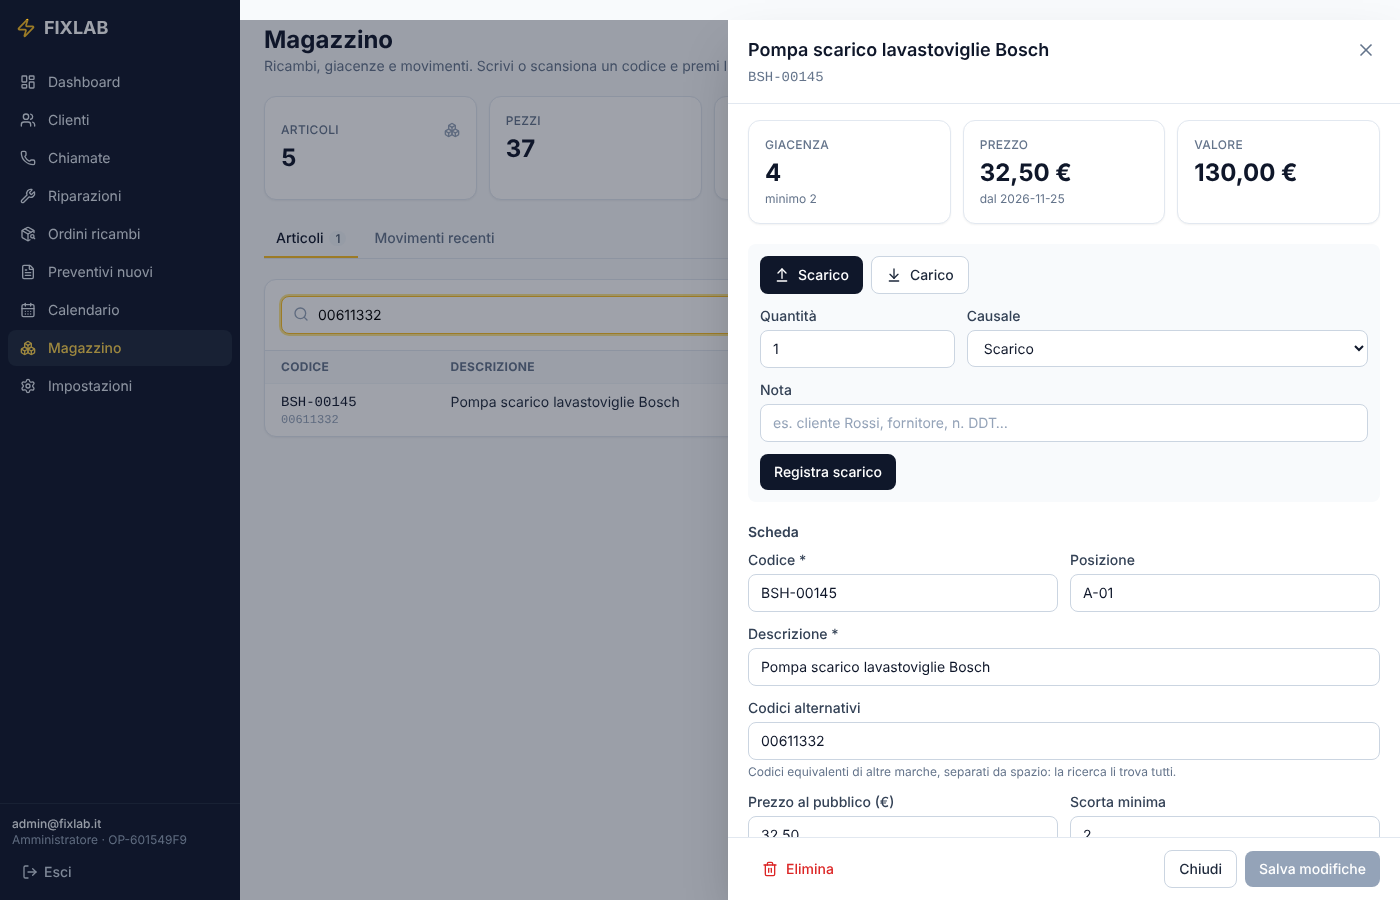 FIXLAB
Dashboard
Clienti
Chiamate
Riparazioni
Ordini ricambi
Preventivi nuovi
Calendario
Magazzino
Impostazioni
admin@fixlab.it
Amministratore · OP-601549F9
Esci
Magazzino
Ricambi, giacenze e movimenti. Scrivi o scansiona un codice e premi
ARTICOLI
5
PEZZI
37
Articoli 1
Movimenti recenti
00611332
CODICE DESCRIZIONE
BSH-00145 Pompa scarico lavastoviglie Bosch
00611332
Pompa scarico lavastoviglie Bosch
BSH-00145
GIACENZA
4
minimo 2
PREZZO
32,50 €
dal 2026-11-25
VALORE
130,00 €
Scarico
Carico
Quantità
1
Causale
Scarico
Nota
es. cliente Rossi, fornitore, n. DDT...
Registra scarico
Scheda
Codice *
BSH-00145
Posizione
A-01
Descrizione *
Pompa scarico lavastoviglie Bosch
Codici alternativi
00611332
Codici equivalenti di altre marche, separati da spazio: la ricerca li trova tutti.
Prezzo al pubblico (€)
32,50
Scorta minima
2
Elimina
Chiudi
Salva modifiche